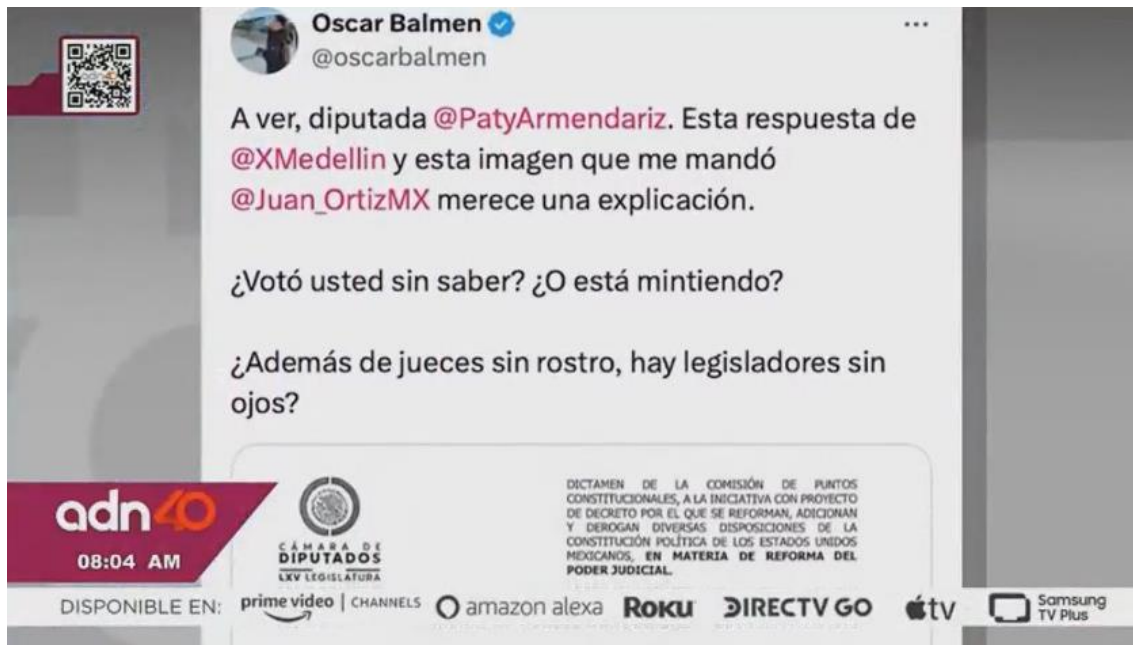 Oscar Balmen
@oscarbalmen
A ver, diputada @PatyArmendariz. Esta respuesta de
@XMedellin y esta imagen que me mandó
@Juan_OrtizMX merece una explicación.
¿Votó usted sin saber? ¿O está mintiendo?
¿Además de jueces sin rostro, hay legisladores sin
ojos?
CÁMARA DE
DIPUTADOS
LXV LEGISLATURA
DICTAMEN DE LA COMISIÓN DE PUNTOS
CONSTITUCIONALES, A LA INICIATIVA CON PROYECTO
DE DECRETO POR EL QUE SE REFORMAN, ADICIONAN
Y DEROGAN DIVERSAS DISPOSICIONES DE LA
CONSTITUCIÓN POLÍTICA DE LOS ESTADOS UNIDOS
MEXICANOS, EN MATERIA DE REFORMA DEL
PODER JUDICIAL.
adn40
08:04 AM
DISPONIBLE EN: prime video | CHANNELS amazon alexa ROKU DIRECTV GO tv Samsung
TV Plus